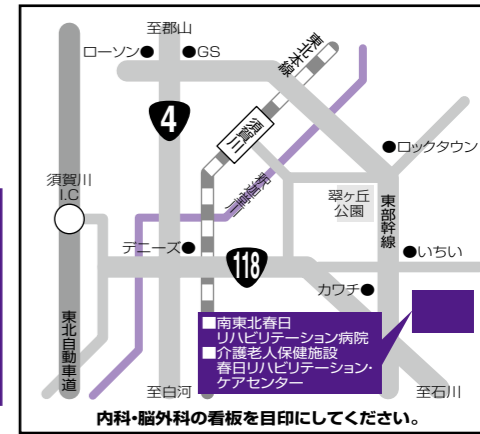 至郡山
ローソン●
●GS
東北本線
4
須賀川
●ロックタウン
須賀川
I.C
釈迦堂川
翠ヶ丘
公園
東部幹線
デニーズ●
118
●いちい
カワチ●
東北自動車道
■南東北春日
リハビリテーション病院
■介護老人保健施設
春日リハビリテーション・
ケアセンター
至白河
至石川
内科・脳外科の看板を目印にしてください。